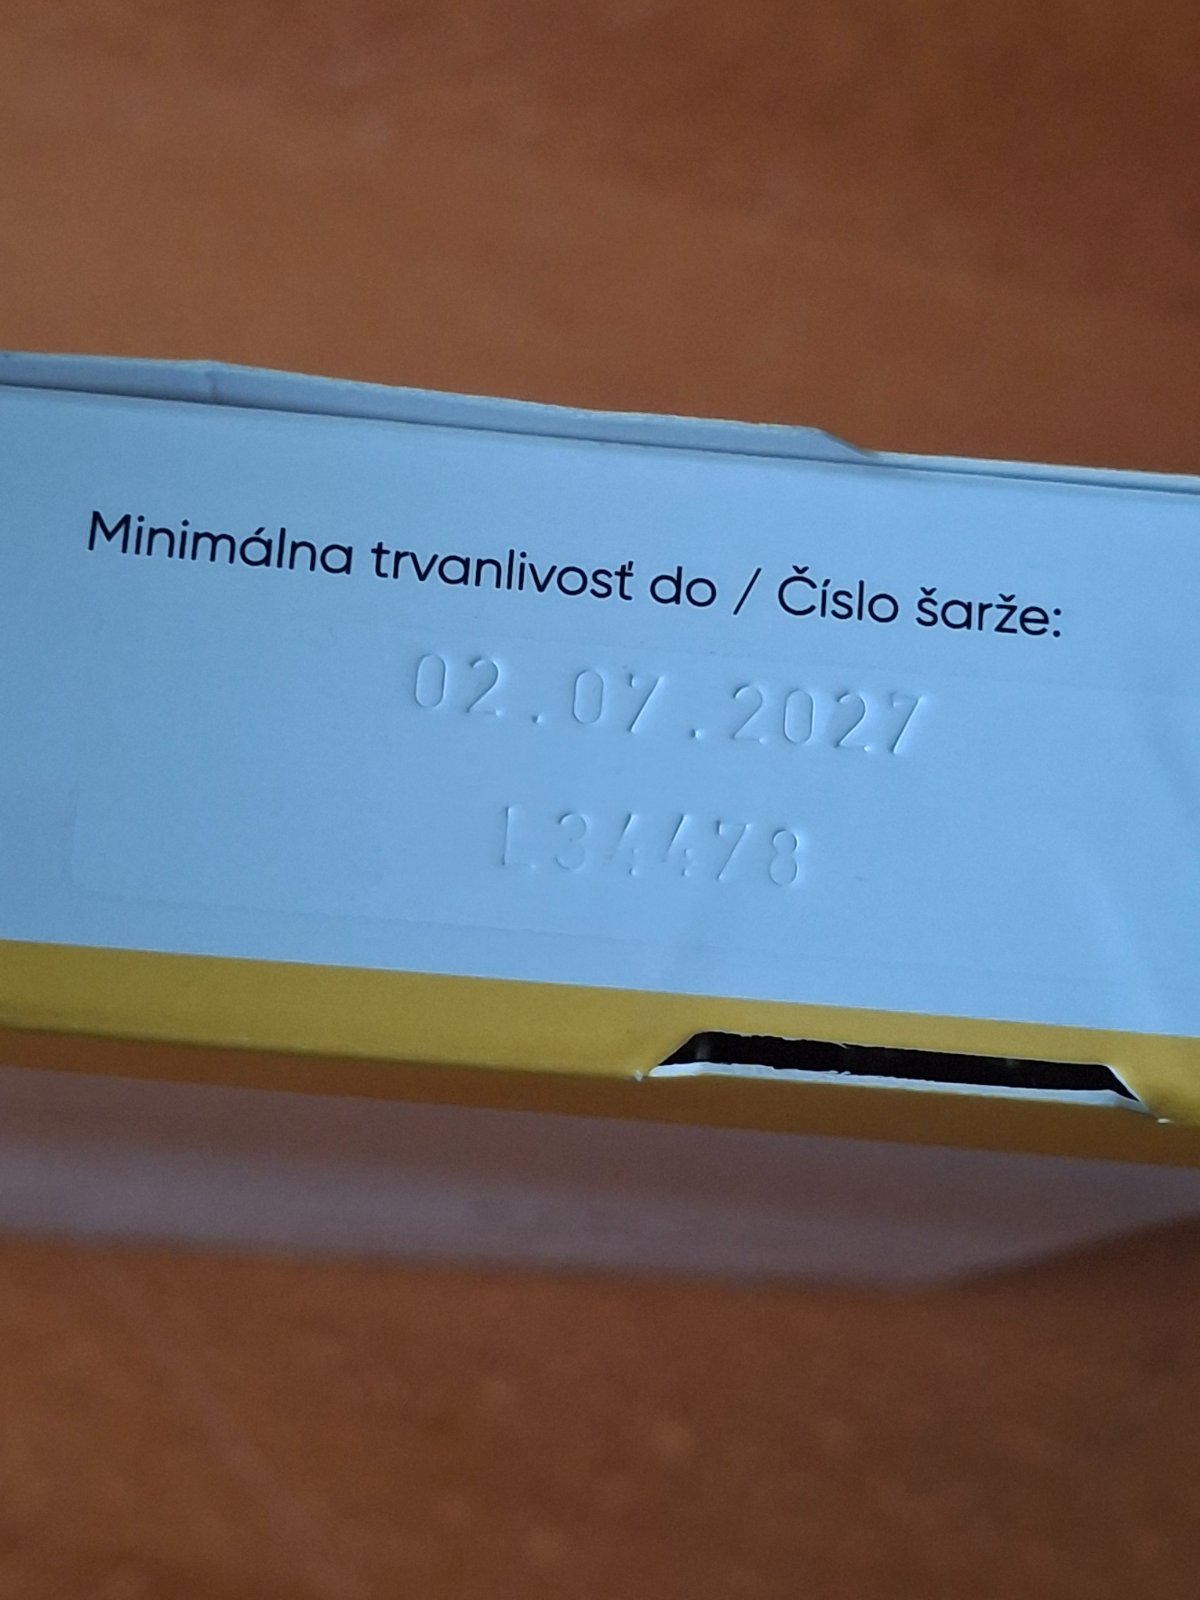 Minimálna trvanlivosť do / Číslo šarže:
02.07.2027
L34478